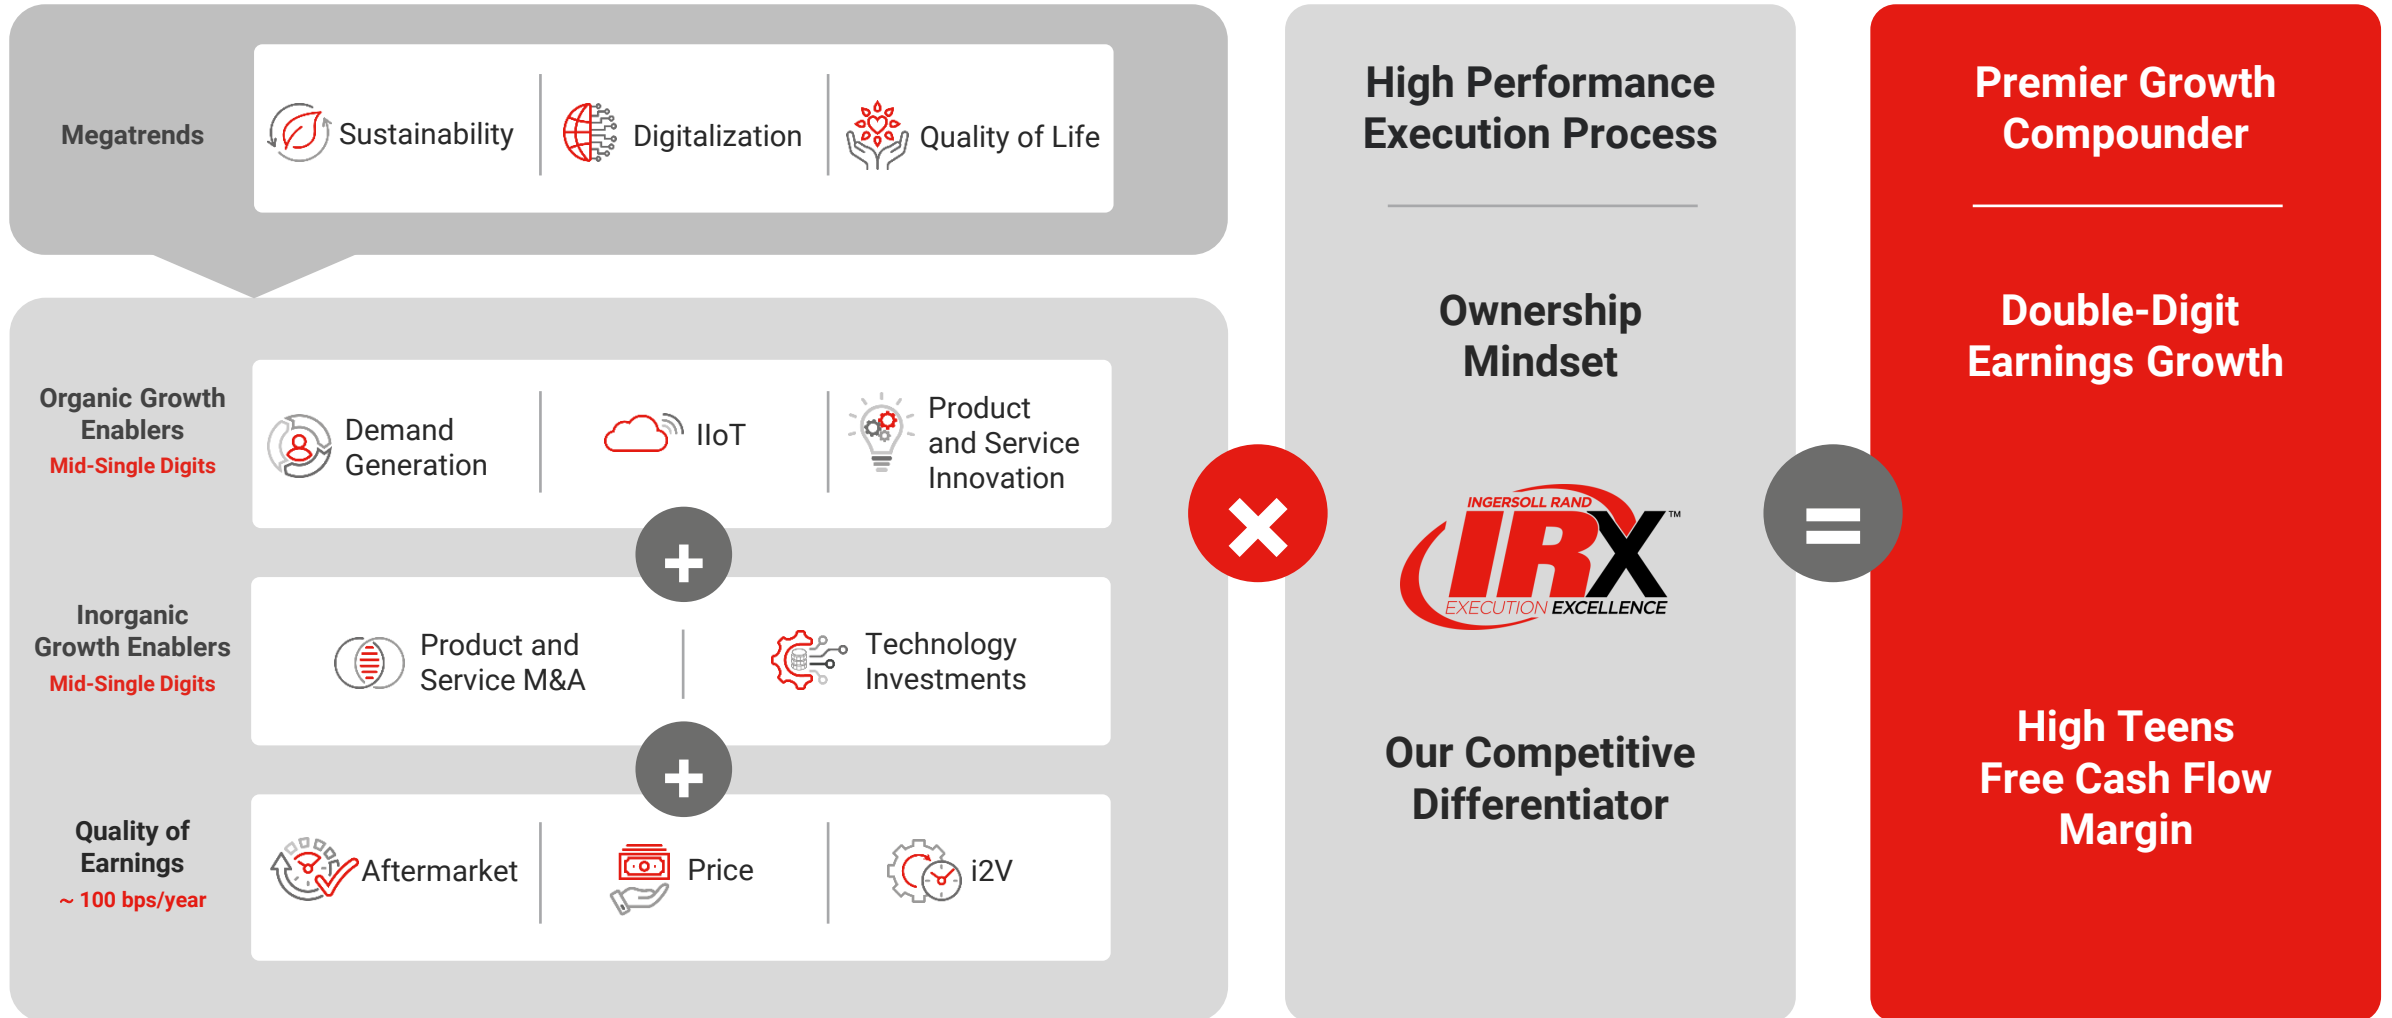 Megatrends
Sustainability
Digitalization
Quality of Life
Organic Growth
Enablers
Mid-Single Digits
Demand
Generation
IIoT
Product
and Service
Innovation
+
Inorganic
Growth Enablers
Mid-Single Digits
Product and
Service M&A
Technology
Investments
+
Quality of
Earnings
~ 100 bps/year
Aftermarket
Price
i2V
×
High Performance
Execution Process
Ownership
Mindset
INGERSOLL RAND
IRX™
EXECUTION EXCELLENCE
Our Competitive
Differentiator
=
Premier Growth
Compounder
Double-Digit
Earnings Growth
High Teens
Free Cash Flow
Margin